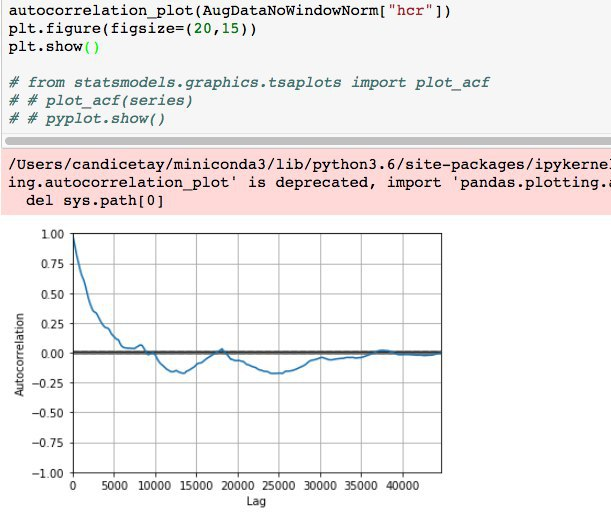 autocorrelation_plot(AugDataNoWindowNorm["hcr"])
plt.figure(figsize=(20,15))
plt.show()
# from statsmodels.graphics.tsaplots import plot_acf
# # plot_acf(series)
# # pyplot.show()
/Users/candicetay/miniconda3/lib/python3.6/site-packages/ipykernel
ing.autocorrelation_plot' is deprecated, import 'pandas.plotting.a
del sys.path[0]
1.00
0.75
0.50
0.25
0.00
−0.25
−0.50
−0.75
−1.00
Autocorrelation
0 5000 10000 15000 20000 25000 30000 35000 40000
Lag